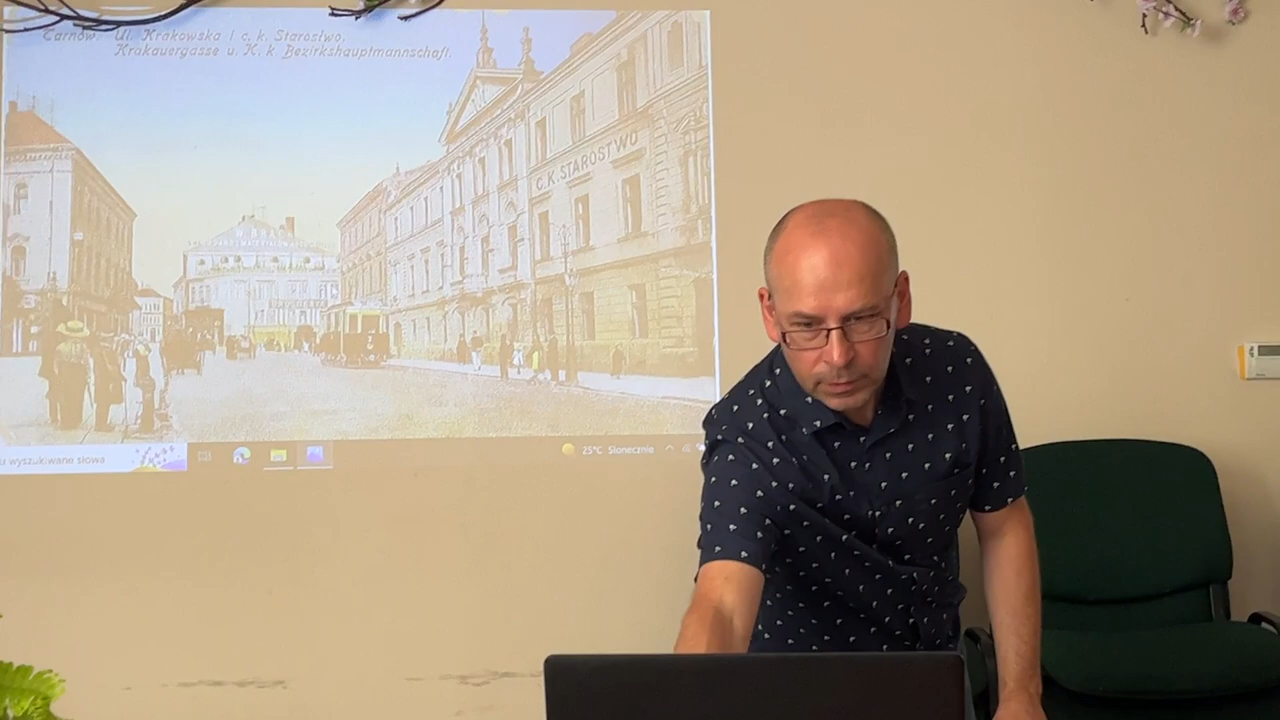 Tarnów. Ul. Krakowska i c. k. Starostwo.
Krakauergasse u. K. k. Bezirkshauptmannschaft.
C.K. STAROSTWO
u wyszukiwane słowa
25°C Słonecznie